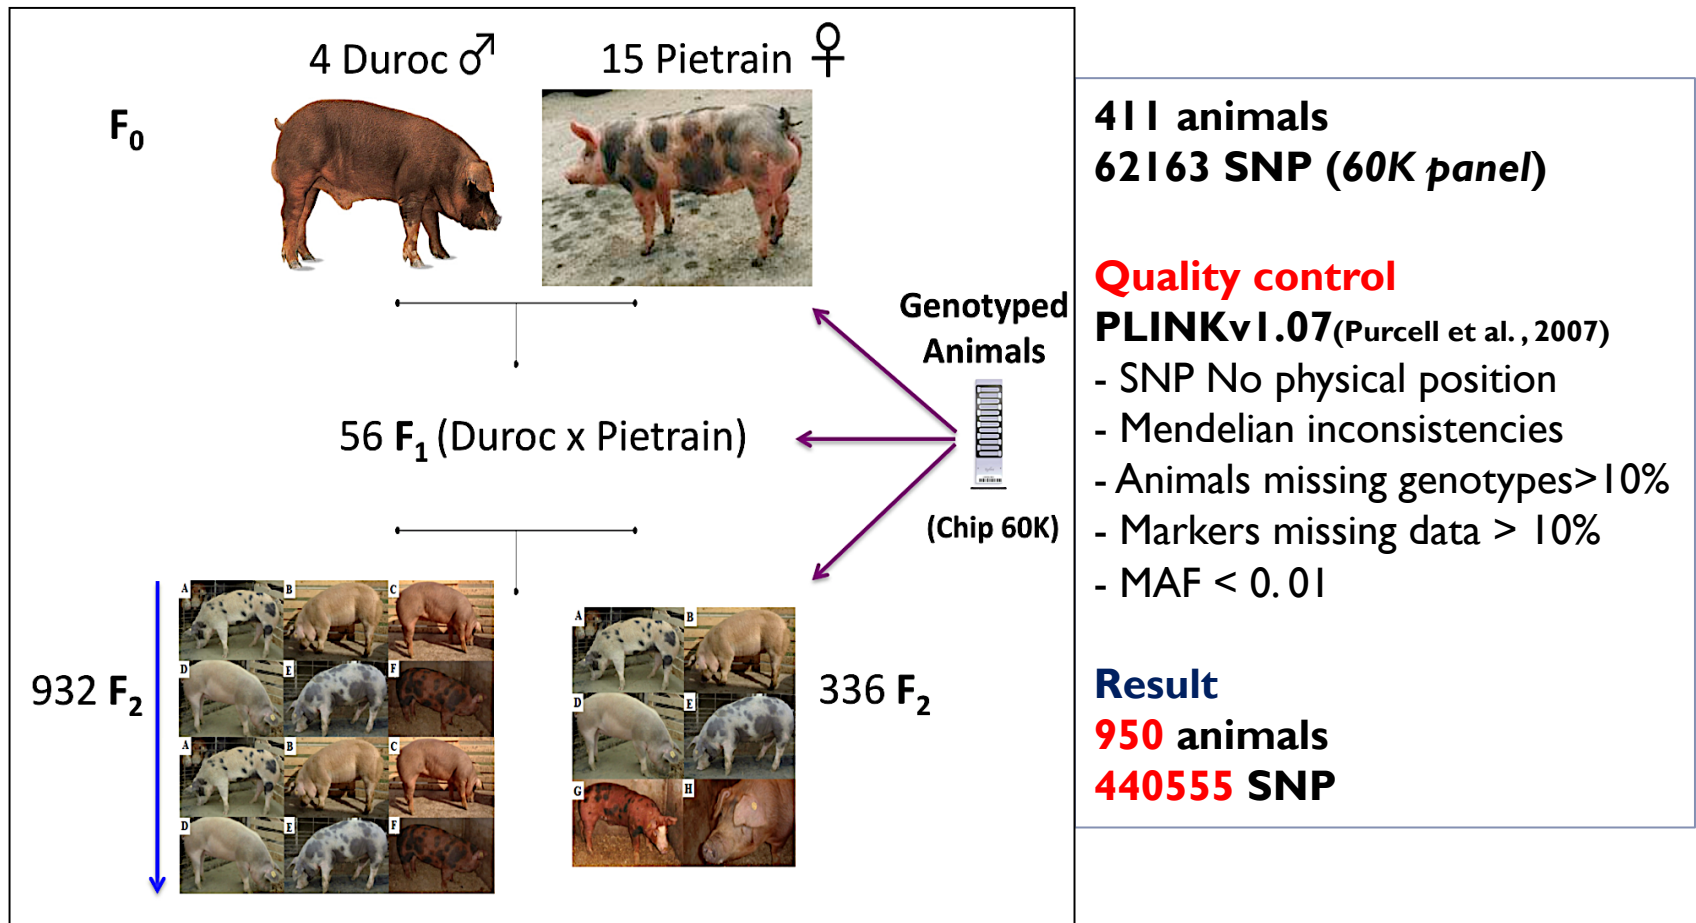 4 Duroc ♂
15 Pietrain ♀
F0
Genotyped
Animals
56 F1 (Duroc x Pietrain)
(Chip 60K)
932 F2
A B C
D E F
A B C
D E F
A B
D E
G H
336 F2
411 animals
62163 SNP (60K panel)
Quality control
PLINKv1.07(Purcell et al., 2007)
- SNP No physical position
- Mendelian inconsistencies
- Animals missing genotypes>10%
- Markers missing data > 10%
- MAF < 0.01
Result
950 animals
440555 SNP